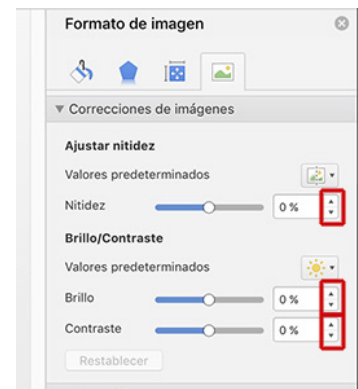 Formato de imagen
Correcciones de imágenes
Ajustar nitidez
Valores predeterminados
Nitidez 0 %
Brillo/Contraste
Valores predeterminados
Brillo 0 %
Contraste 0 %
Restablecer